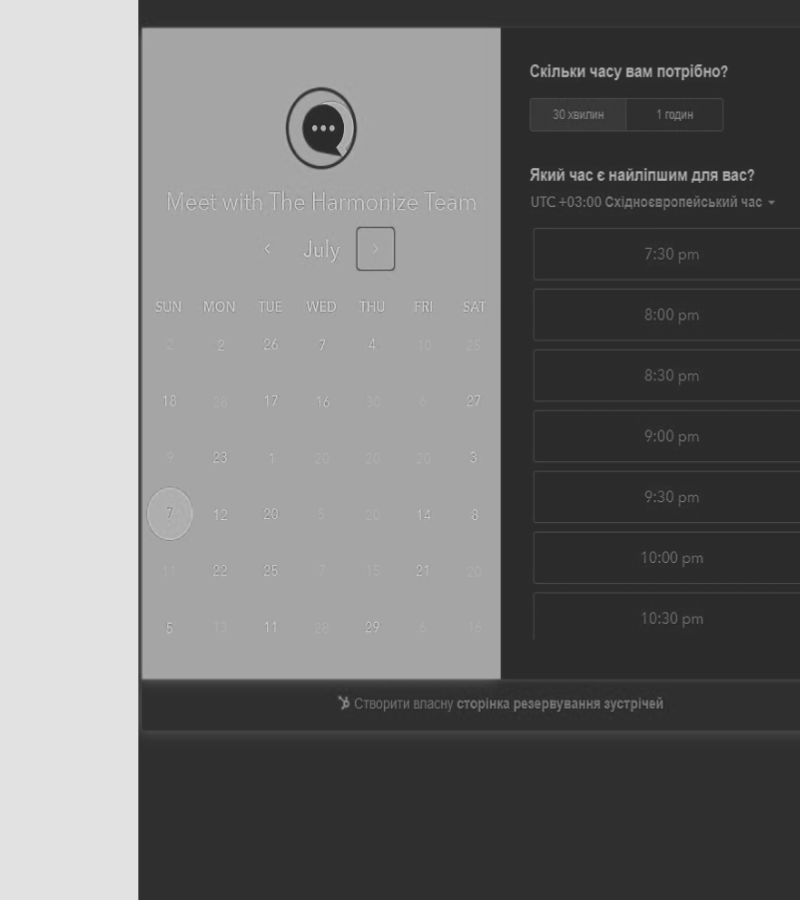 Meet with The Harmonize Team
July
SUN MON TUE WED THU FRI SAT
2 2 26 7 4 10 25
18 28 17 16 30 6 27
9 23 1 20 20 20 3
7 12 20 5 20 14 8
11 22 25 7 15 21 20
5 13 11 28 29 6 16
Скільки часу вам потрібно?
30 хвилин 1 годин
Який час є найліпшим для вас?
UTC +03:00 Східноєвропейський час
7:30 pm
8:00 pm
8:30 pm
9:00 pm
9:30 pm
10:00 pm
10:30 pm
Створити власну сторінка резервування зустрічей